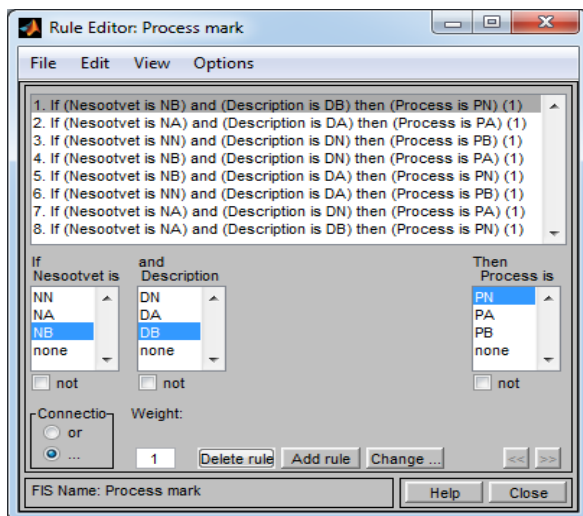 Rule Editor: Process mark
File Edit View Options
1. If (Nesootvet is NB) and (Description is DB) then (Process is PN) (1)
2. If (Nesootvet is NA) and (Description is DA) then (Process is PA) (1)
3. If (Nesootvet is NN) and (Description is DN) then (Process is PB) (1)
4. If (Nesootvet is NB) and (Description is DN) then (Process is PA) (1)
5. If (Nesootvet is NB) and (Description is DA) then (Process is PN) (1)
6. If (Nesootvet is NN) and (Description is DA) then (Process is PB) (1)
7. If (Nesootvet is NA) and (Description is DN) then (Process is PA) (1)
8. If (Nesootvet is NA) and (Description is DB) then (Process is PN) (1)
If and Then
Nesootvet is Description Process is
NN DN PN
NA DA PA
NB DB PB
none none none
not not not
Connectio Weight:
or
... 1 Delete rule Add rule Change ... << >>
FIS Name: Process mark Help Close